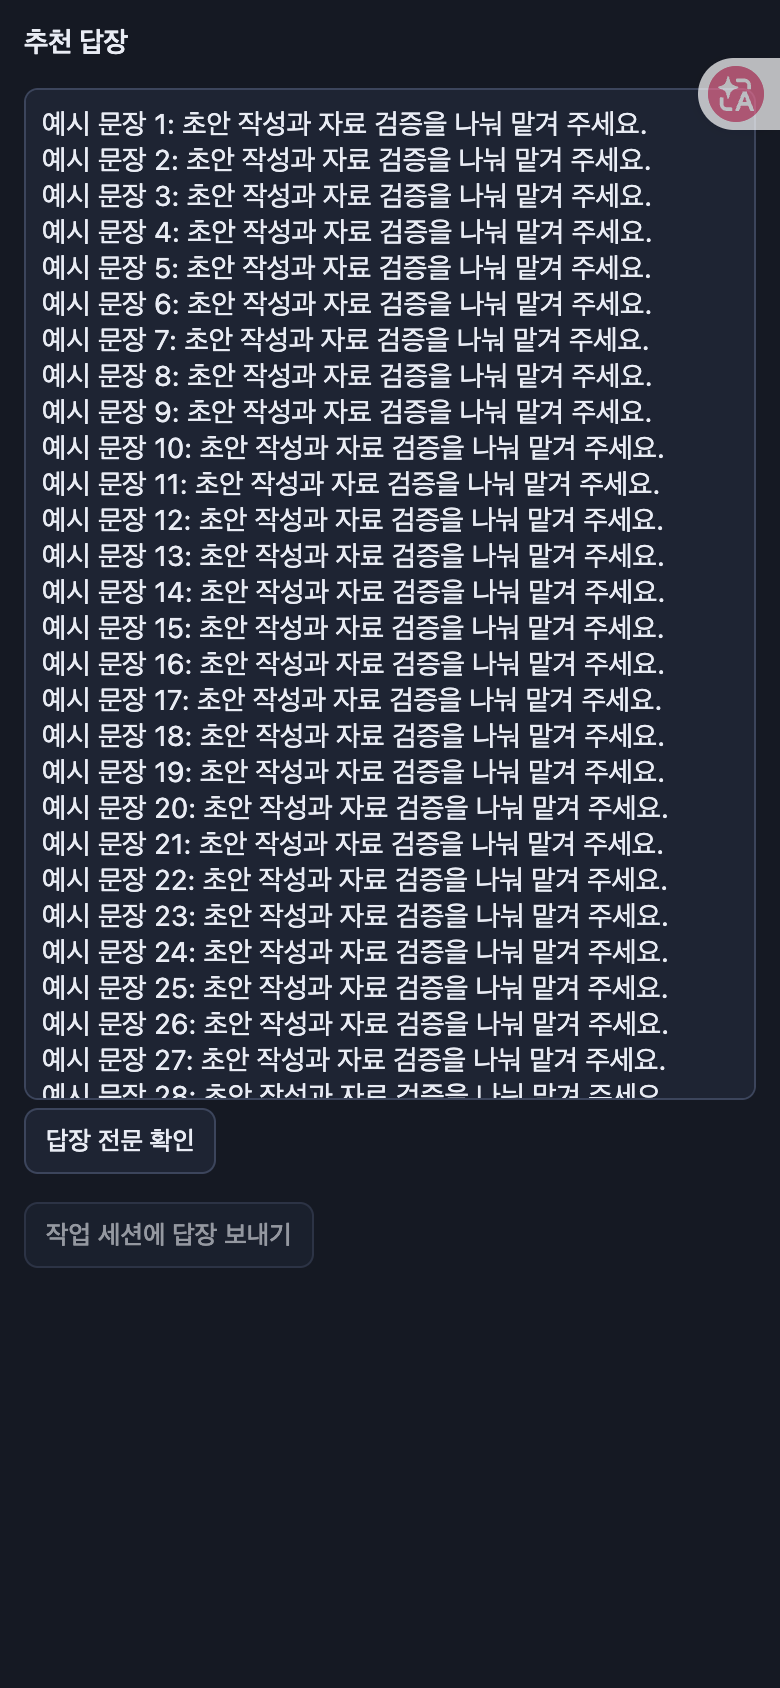 추천 답장
예시 문장 1: 초안 작성과 자료 검증을 나눠 맡겨 주세요.
예시 문장 2: 초안 작성과 자료 검증을 나눠 맡겨 주세요.
예시 문장 3: 초안 작성과 자료 검증을 나눠 맡겨 주세요.
예시 문장 4: 초안 작성과 자료 검증을 나눠 맡겨 주세요.
예시 문장 5: 초안 작성과 자료 검증을 나눠 맡겨 주세요.
예시 문장 6: 초안 작성과 자료 검증을 나눠 맡겨 주세요.
예시 문장 7: 초안 작성과 자료 검증을 나눠 맡겨 주세요.
예시 문장 8: 초안 작성과 자료 검증을 나눠 맡겨 주세요.
예시 문장 9: 초안 작성과 자료 검증을 나눠 맡겨 주세요.
예시 문장 10: 초안 작성과 자료 검증을 나눠 맡겨 주세요.
예시 문장 11: 초안 작성과 자료 검증을 나눠 맡겨 주세요.
예시 문장 12: 초안 작성과 자료 검증을 나눠 맡겨 주세요.
예시 문장 13: 초안 작성과 자료 검증을 나눠 맡겨 주세요.
예시 문장 14: 초안 작성과 자료 검증을 나눠 맡겨 주세요.
예시 문장 15: 초안 작성과 자료 검증을 나눠 맡겨 주세요.
예시 문장 16: 초안 작성과 자료 검증을 나눠 맡겨 주세요.
예시 문장 17: 초안 작성과 자료 검증을 나눠 맡겨 주세요.
예시 문장 18: 초안 작성과 자료 검증을 나눠 맡겨 주세요.
예시 문장 19: 초안 작성과 자료 검증을 나눠 맡겨 주세요.
예시 문장 20: 초안 작성과 자료 검증을 나눠 맡겨 주세요.
예시 문장 21: 초안 작성과 자료 검증을 나눠 맡겨 주세요.
예시 문장 22: 초안 작성과 자료 검증을 나눠 맡겨 주세요.
예시 문장 23: 초안 작성과 자료 검증을 나눠 맡겨 주세요.
예시 문장 24: 초안 작성과 자료 검증을 나눠 맡겨 주세요.
예시 문장 25: 초안 작성과 자료 검증을 나눠 맡겨 주세요.
예시 문장 26: 초안 작성과 자료 검증을 나눠 맡겨 주세요.
예시 문장 27: 초안 작성과 자료 검증을 나눠 맡겨 주세요.
예시 문장 28: 초안 작성과 자료 검증을 나눠 맡겨 주세요
답장 전문 확인
작업 세션에 답장 보내기